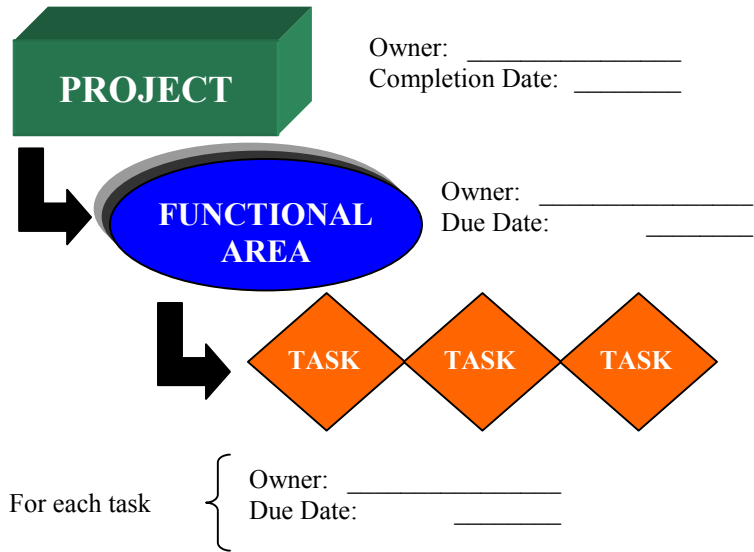 PROJECT
Owner: ________________
Completion Date: ________
FUNCTIONAL
AREA
Owner: ________________
Due Date: ________
TASK TASK TASK
For each task
Owner: ________________
Due Date: ________